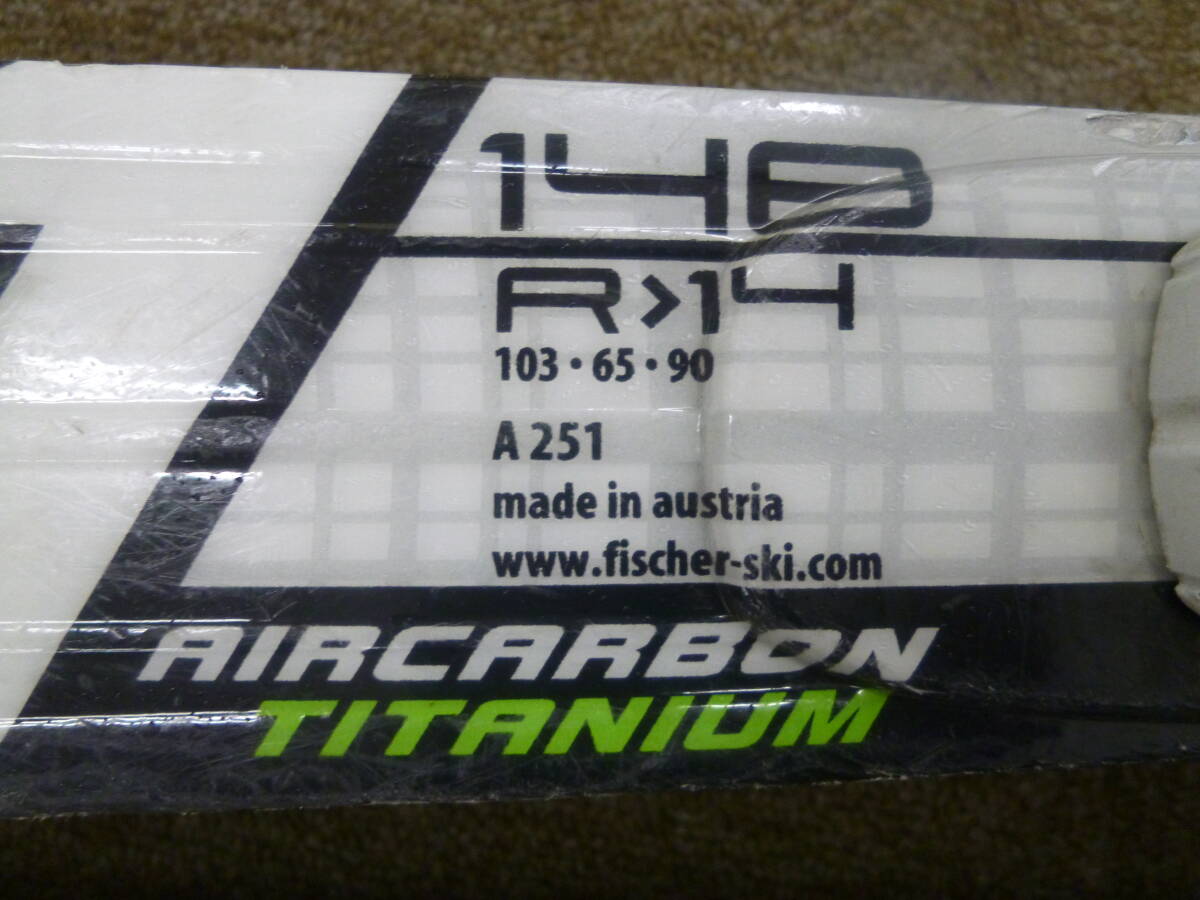 148
R>14
103 • 65 • 90
A 251
made in austria
www.fischer-ski.com
AIRCARBON
TITANIUM